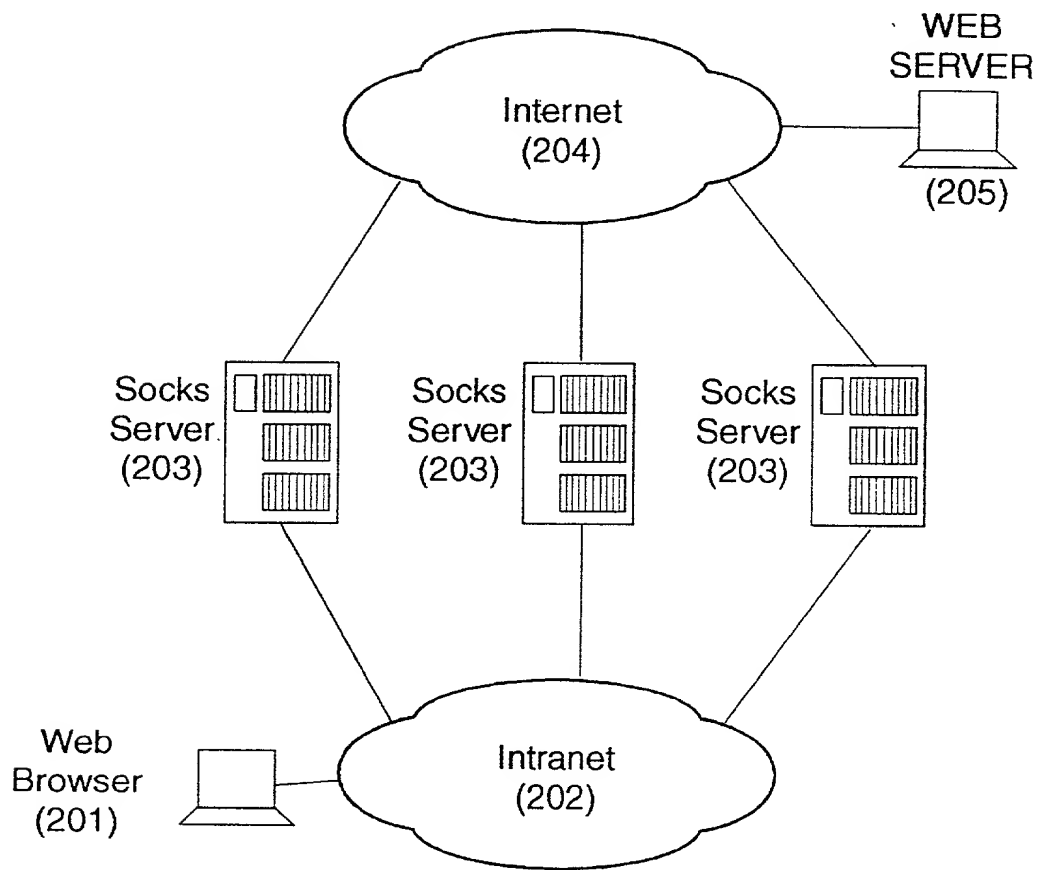 WEB
SERVER
(205)
Internet
(204)
Socks
Server
(203)
Socks
Server
(203)
Socks
Server
(203)
Web
Browser
(201)
Intranet
(202)